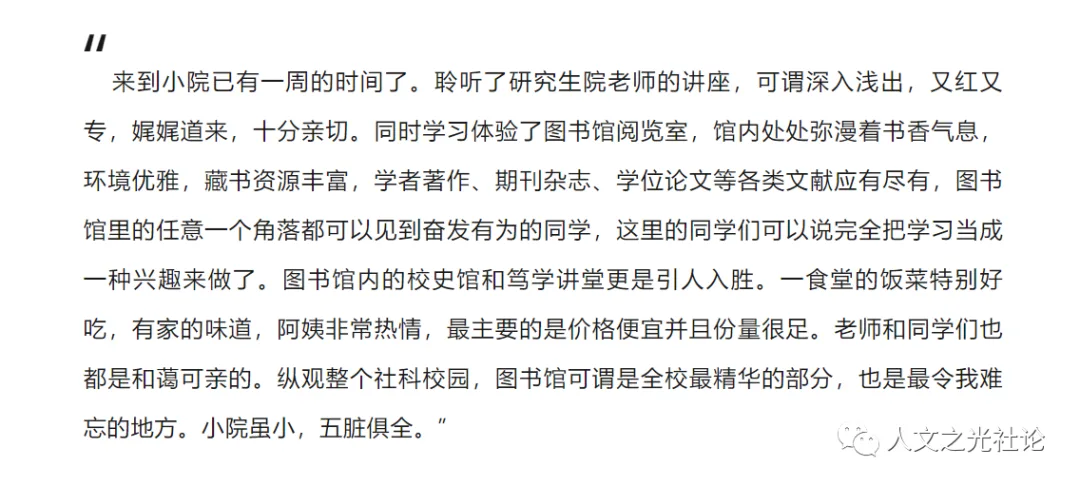 “
来到小院已有一周的时间了。聆听了研究生院老师的讲座，可谓深入浅出，又红又
专，娓娓道来，十分亲切。同时学习体验了图书馆阅览室，馆内处处弥漫着书香气息，
环境优雅，藏书资源丰富，学者著作、期刊杂志、学位论文等各类文献应有尽有，图书
馆里的任意一个角落都可以见到奋发有为的同学，这里的同学们可以说完全把学习当成
一种兴趣来做了。图书馆内的校史馆和笃学讲堂更是引人入胜。一食堂的饭菜特别好
吃，有家的味道，阿姨非常热情，最主要的是价格便宜并且份量很足。老师和同学们也
都是和蔼可亲的。纵观整个社科校园，图书馆可谓是全校最精华的部分，也是最令我难
忘的地方。小院虽小，五脏俱全。”
人文之光社论